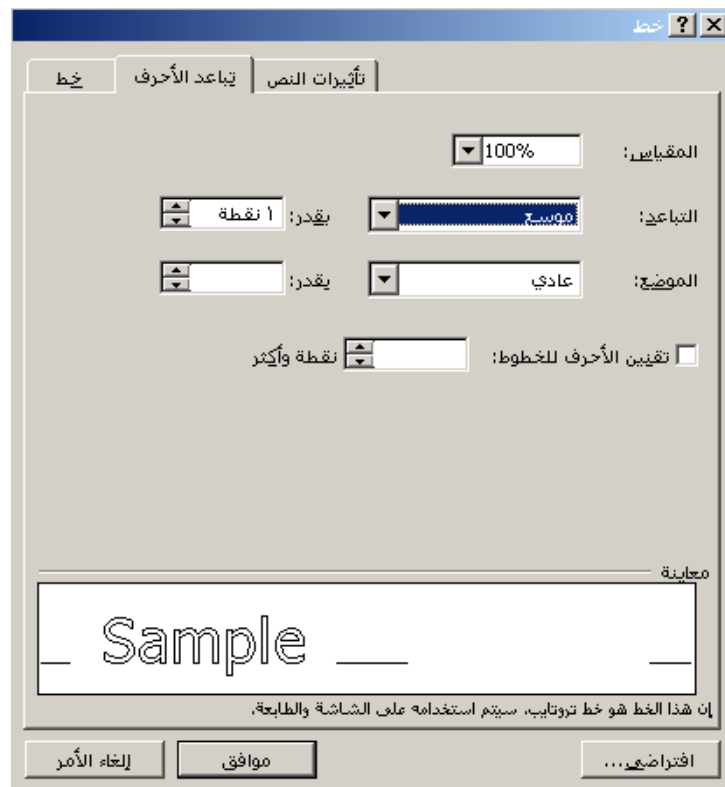 خط
خط تباعد الأحرف تأثيرات النص
المقياس: 100%
التباعد: موسع بقدر: ١ نقطة
الموضع: عادي بقدر:
تقنين الأحرف للخطوط: نقطة وأكثر
معاينة
Sample
إن هذا الخط هو خط تروتايب. سيتم استخدامه على الشاشة والطابعة.
افتراضي... موافق إلغاء الأمر